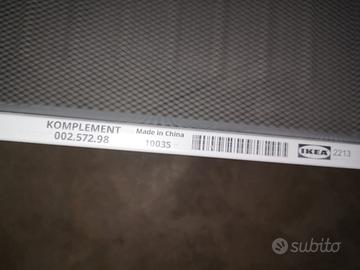 KOMPLEMENT
002.572.98
Made in China
10035
IKEA
2213
subito